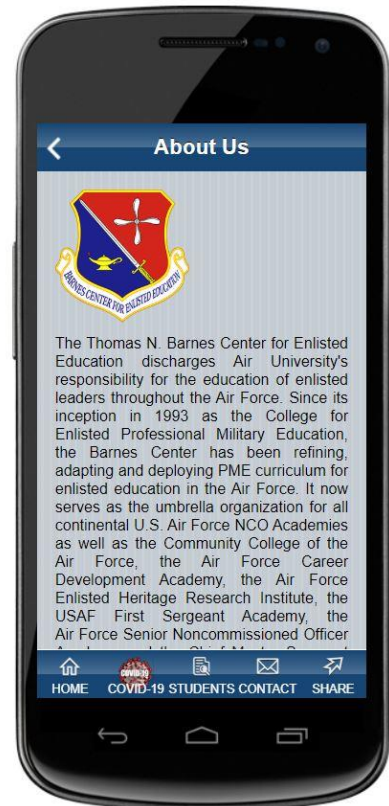 About Us
BARNES CENTER FOR ENLISTED EDUCATION
The Thomas N. Barnes Center for Enlisted
Education discharges Air University's
responsibility for the education of enlisted
leaders throughout the Air Force. Since its
inception in 1993 as the College for
Enlisted Professional Military Education,
the Barnes Center has been refining,
adapting and deploying PME curriculum for
enlisted education in the Air Force. It now
serves as the umbrella organization for all
continental U.S. Air Force NCO Academies
as well as the Community College of the
Air Force, the Air Force Career
Development Academy, the Air Force
Enlisted Heritage Research Institute, the
USAF First Sergeant Academy, the
Air Force Senior Noncommissioned Officer
COVID-19
HOME COVID-19 STUDENTS CONTACT SHARE